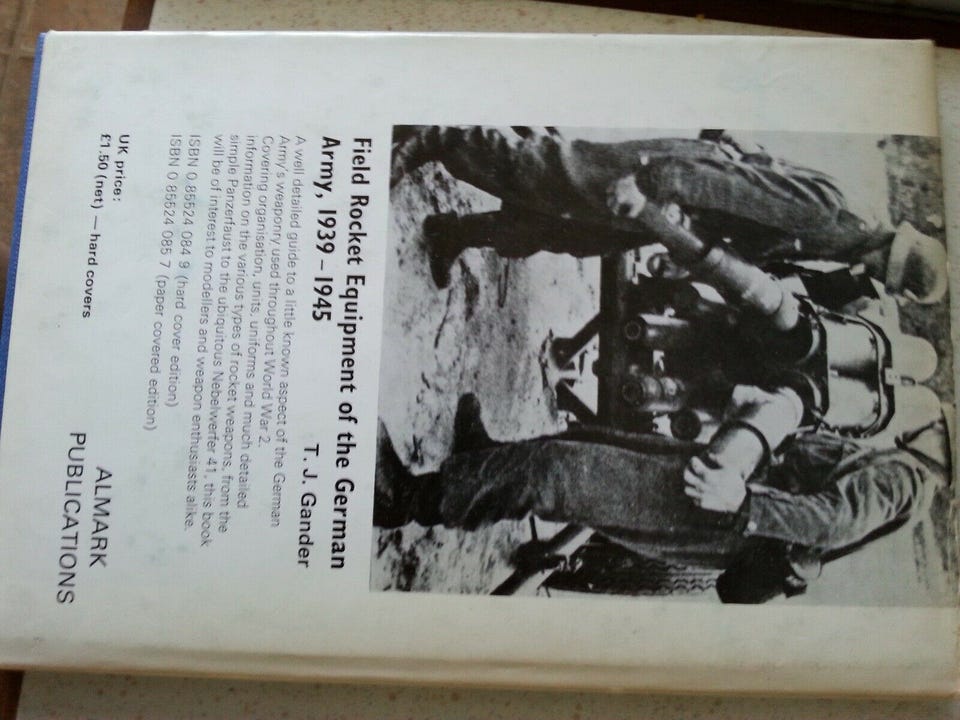 Field Rocket Equipment of the German
Army, 1939–1945
T. J. Gander
A well detailed guide to a little known aspect of the German
Army's weaponry used throughout World War 2.
Covering organisation, units, uniforms and much detailed
information on the various types of rocket weapons, from the
simple Panzerfaust to the ubiquitous Nebelwerfer 41, this book
will be of interest to modellers and weapon enthusiasts alike.
ISBN 0 85524 084 9 (hard cover edition)
ISBN 0 85524 085 7 (paper covered edition)
UK price:
£1.50 (net) — hard covers
ALMARK
PUBLICATIONS